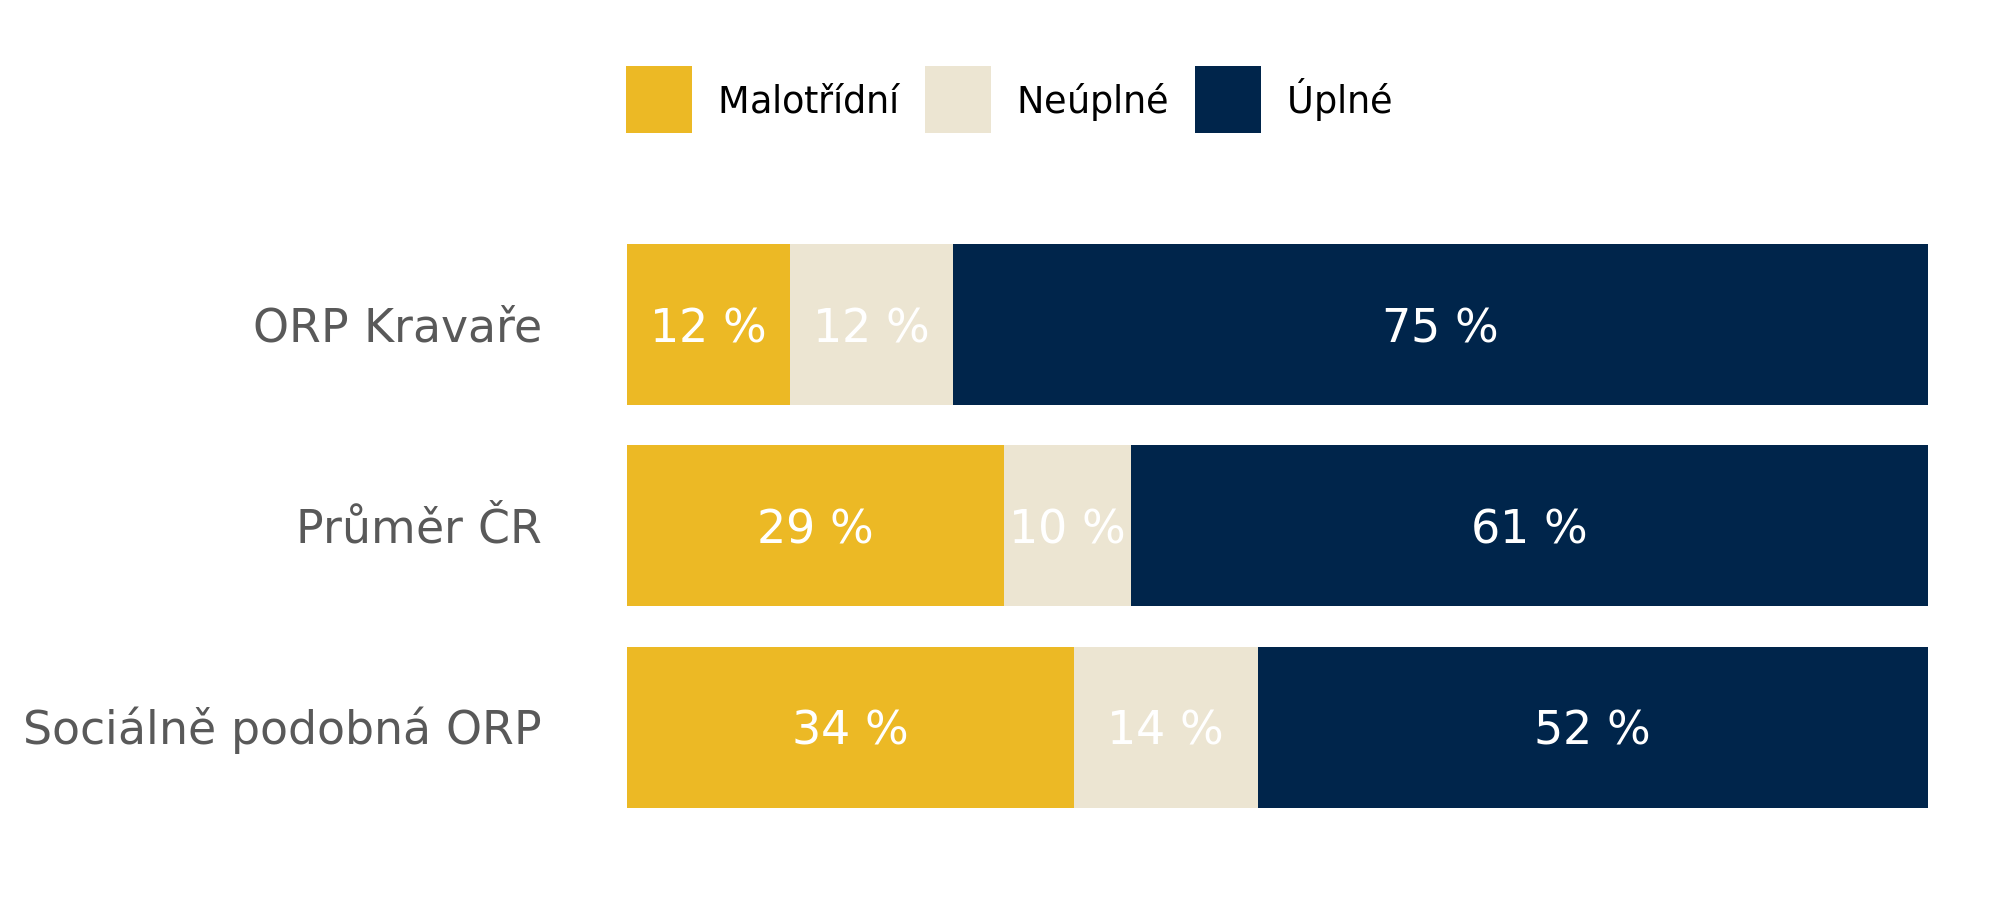 Malotřídní Neúplné Úplné
ORP Kravaře 12 % 12 % 75 %
Průměr ČR 29 % 10 % 61 %
Sociálně podobná ORP 34 % 14 % 52 %